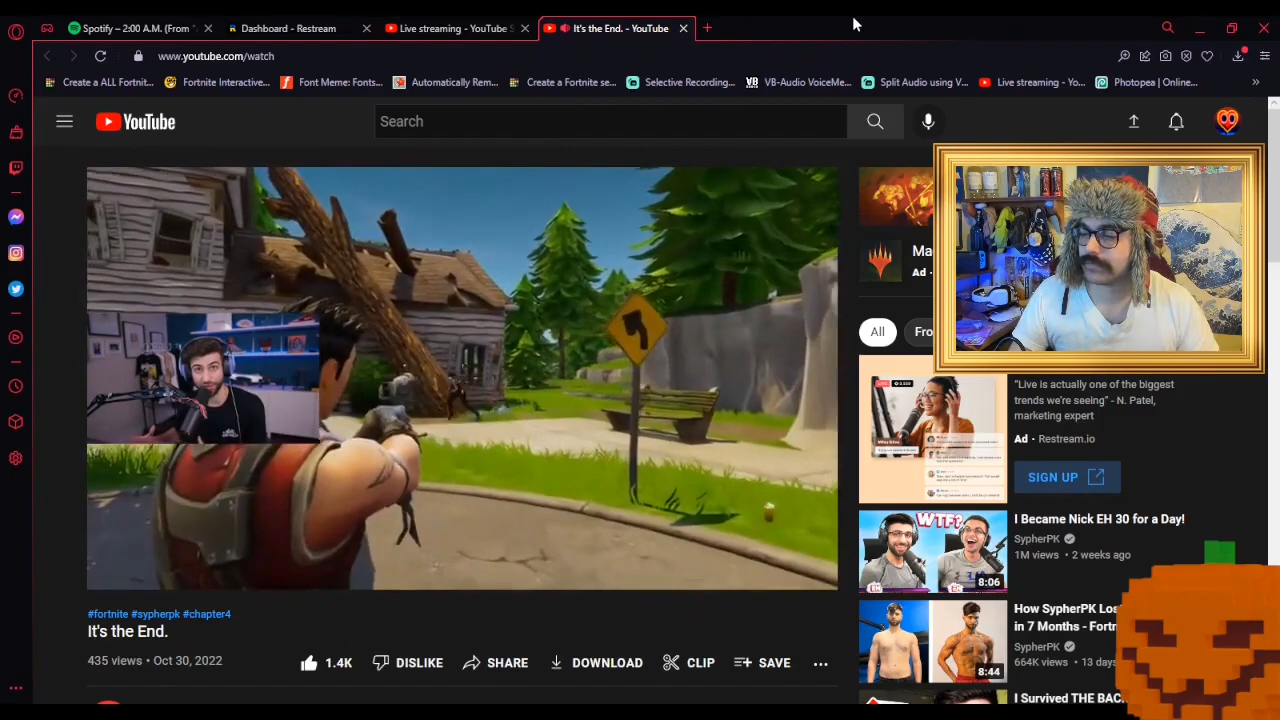 Spotify – 2:00 A.M. (From "
Dashboard - Restream
Live streaming - YouTube S
It's the End. - YouTube
www.youtube.com/watch
Create a ALL Fortnit...
Fortnite Interactive...
Font Meme: Fonts...
Automatically Rem...
Create a Fortnite se...
Selective Recording...
VB-Audio VoiceMe...
Split Audio using V...
Live streaming - Yo...
Photopea | Online...
YouTube
Search
Ma
Ad ·
All
Fro
"Live is actually one of the biggest
trends we're seeing" - N. Patel,
marketing expert
Ad · Restream.io
SIGN UP
WTF?
8:06
I Became Nick EH 30 for a Day!
SypherPK
1M views · 2 weeks ago
8:44
How SypherPK Los
in 7 Months - Fortn
SypherPK
664K views · 13 days
I Survived THE BAC
#fortnite #sypherpk #chapter4
It's the End.
435 views · Oct 30, 2022
1.4K
DISLIKE
SHARE
DOWNLOAD
CLIP
SAVE